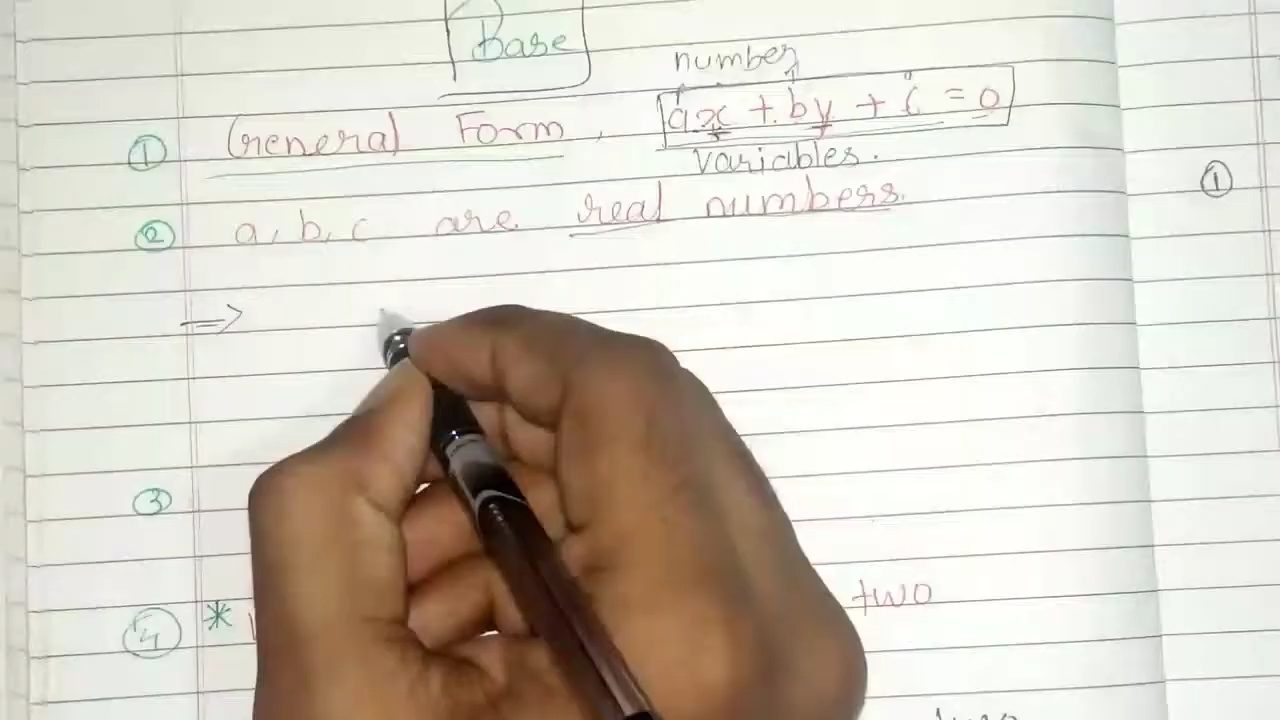 Base
number
① General Form, ax + by + c = 0
variables.
② a, b, c are real numbers.
①
⇒
③
④ * two